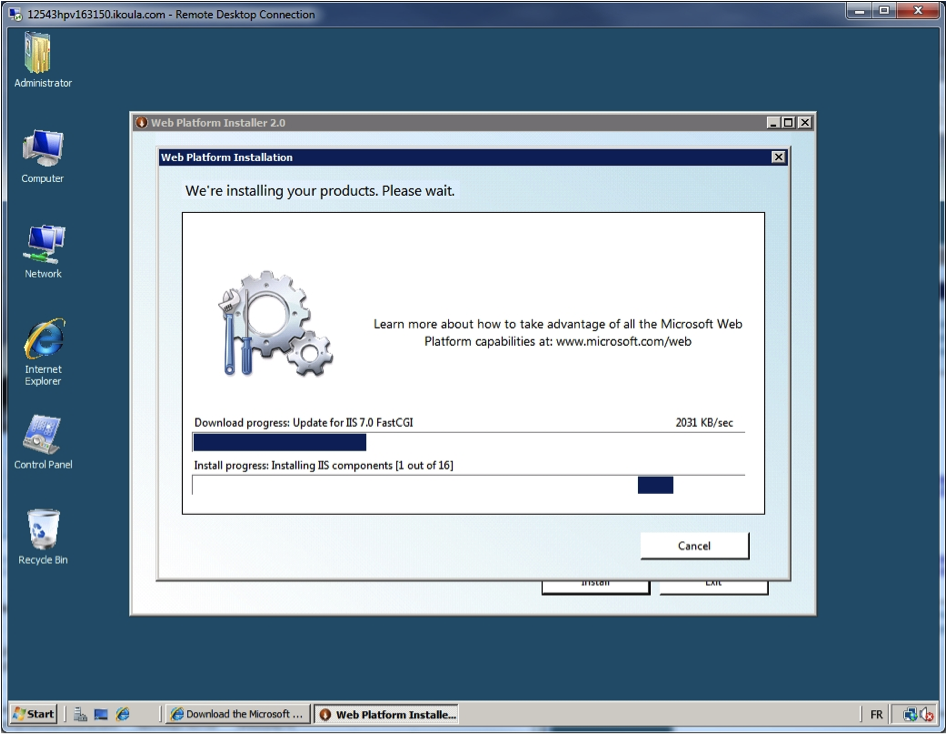 12543hpv163150.ikoula.com - Remote Desktop Connection
Administrator
Computer
Network
Internet
Explorer
Control Panel
Recycle Bin
Web Platform Installer 2.0
Web Platform Installation
We're installing your products. Please wait.
Learn more about how to take advantage of all the Microsoft Web
Platform capabilities at: www.microsoft.com/web
Download progress: Update for IIS 7.0 FastCGI 2031 KB/sec
Install progress: Installing IIS components [1 out of 16]
Cancel
Install Exit
Start Download the Microsoft ... Web Platform Installe... FR